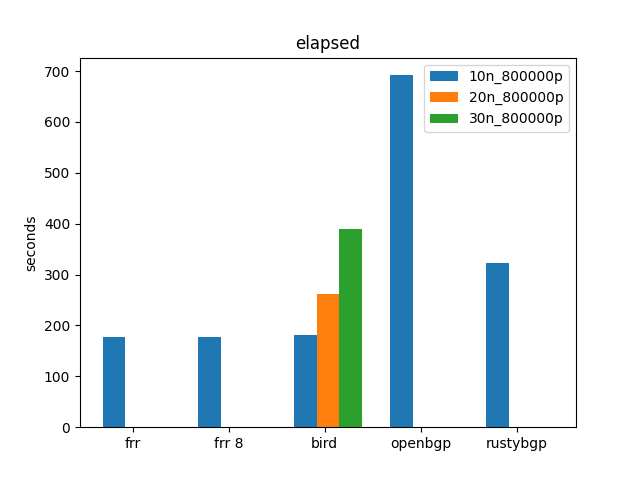 elapsed
10n_800000p
20n_800000p
30n_800000p
seconds
700
600
500
400
300
200
100
0
frr
frr 8
bird
openbgp
rustybgp